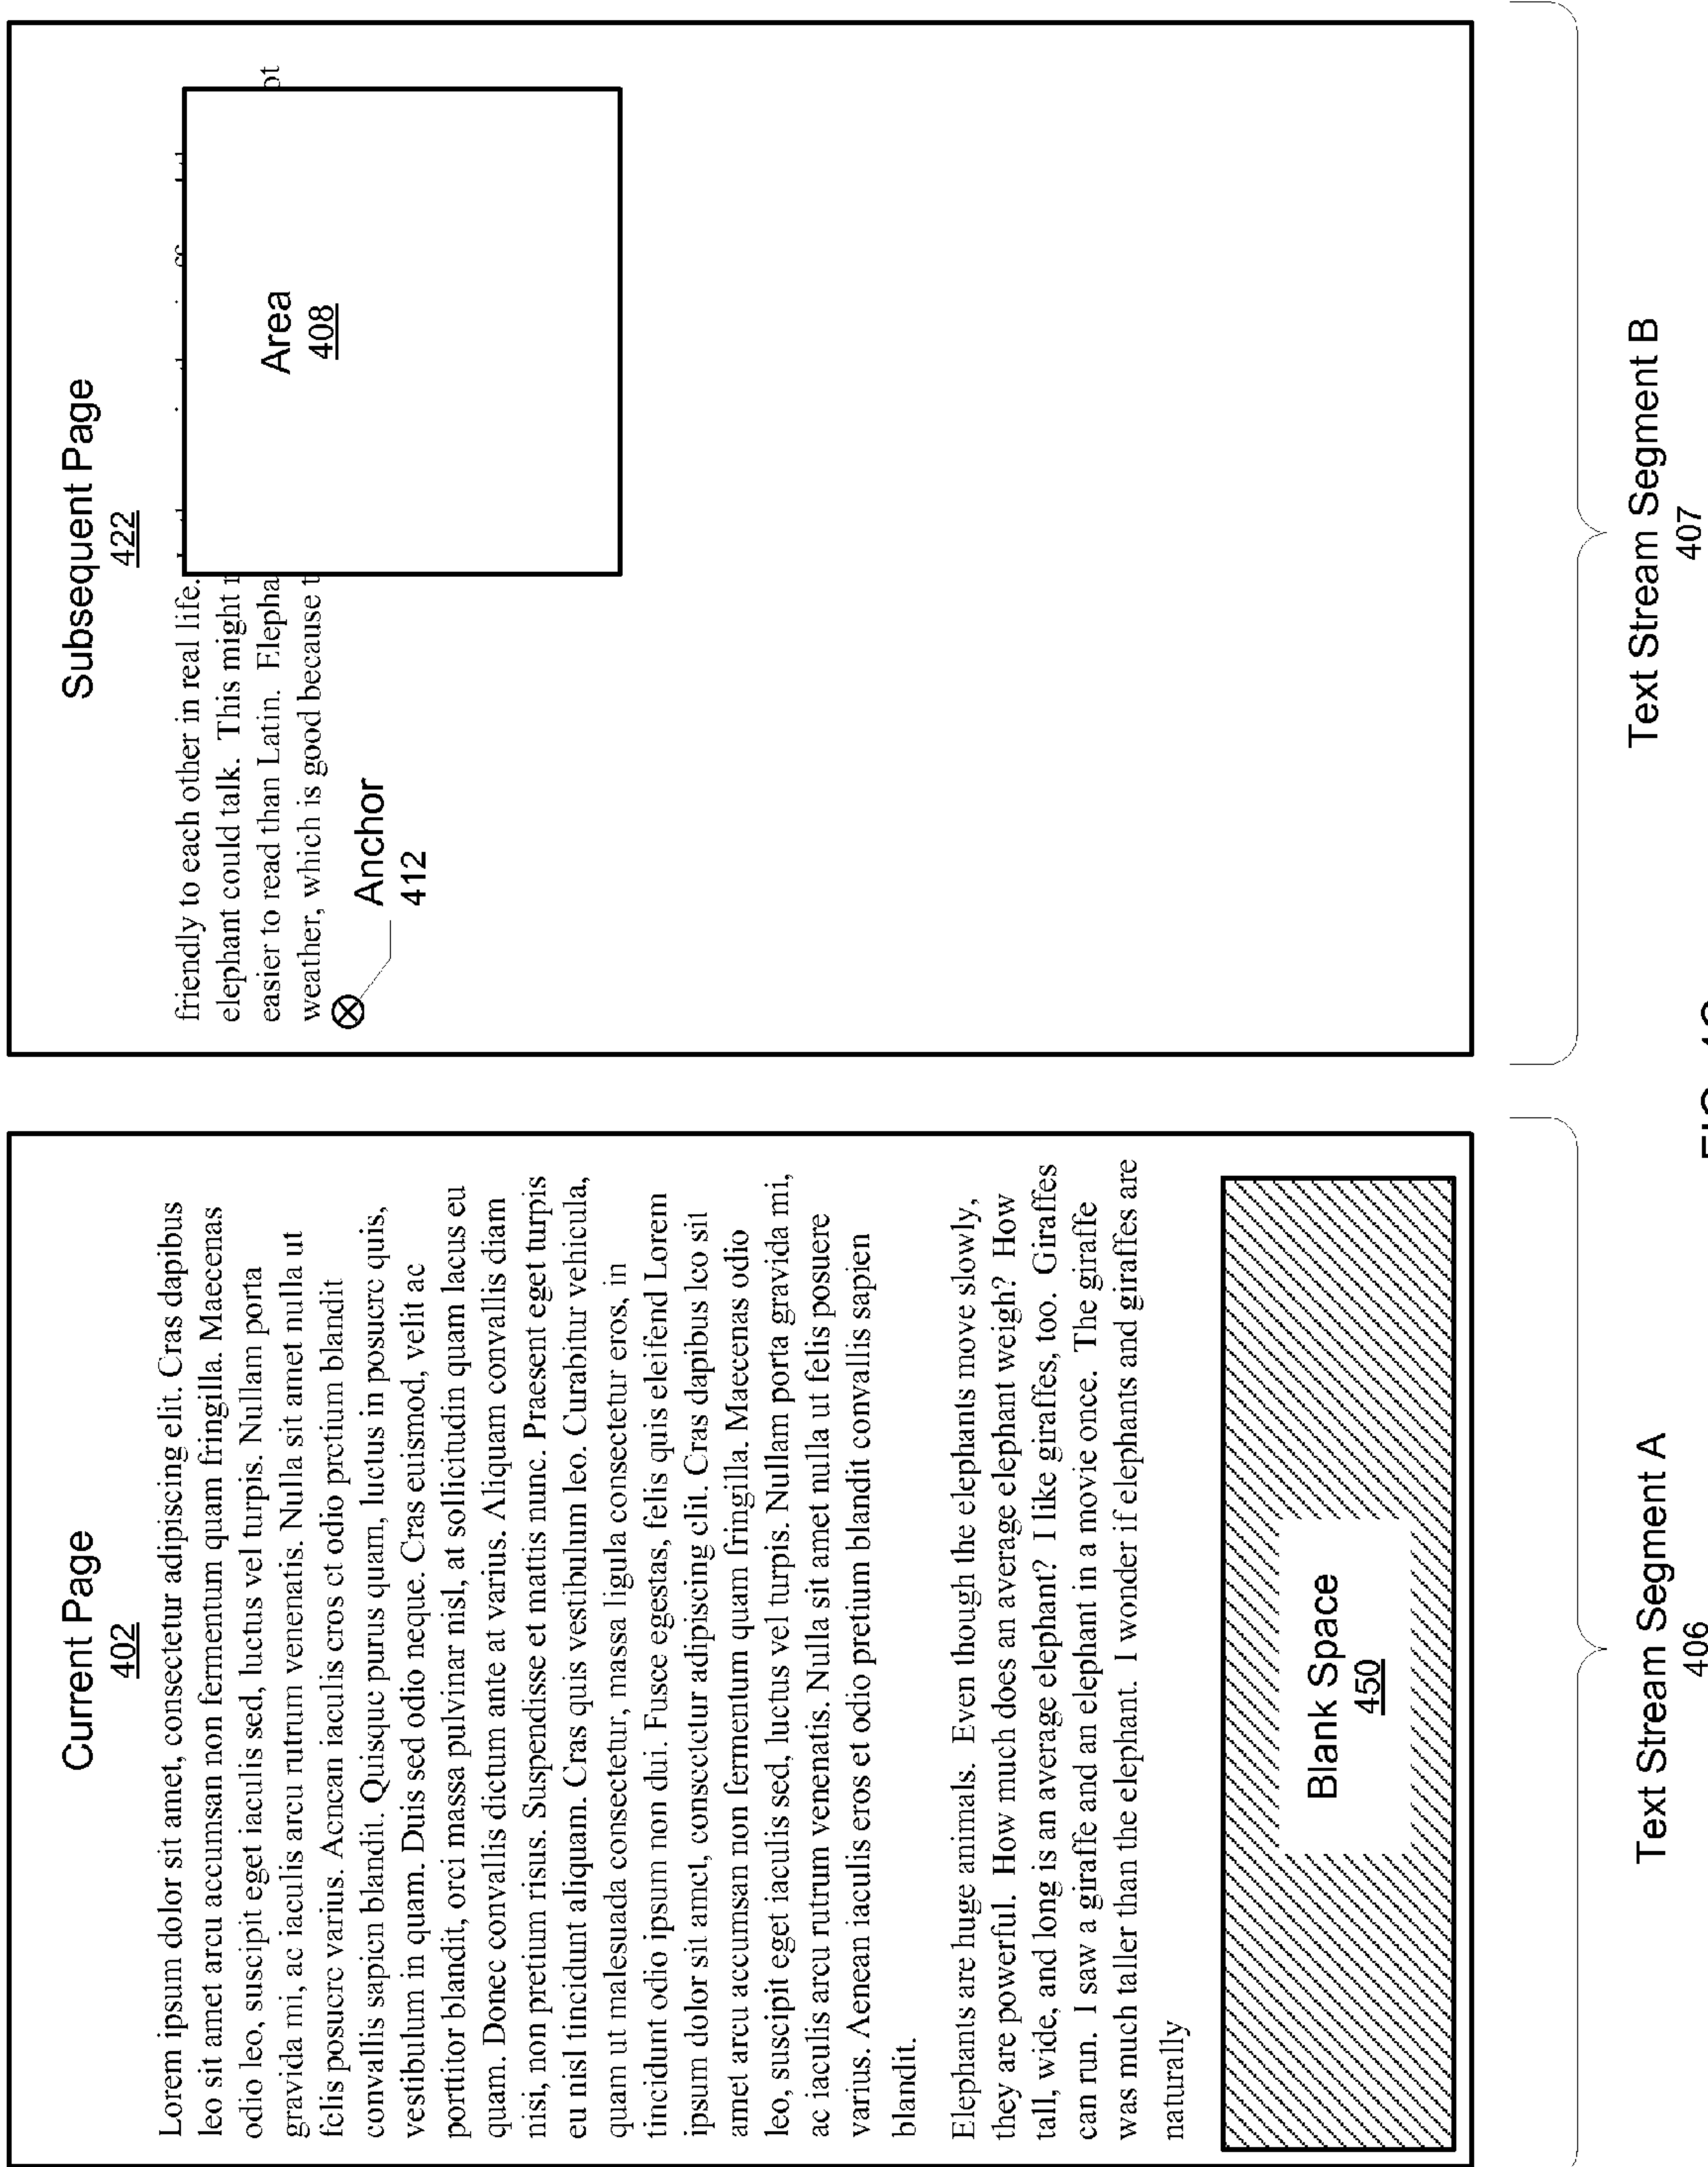 Current Page
402
Lorem ipsum dolor sit amet, consectetur adipiscing elit. Cras dapibus
leo sit amet arcu accumsan non fermentum quam fringilla. Maecenas
odio leo, suscipit eget iaculis sed, luctus vel turpis. Nullam porta
gravida mi, ac iaculis arcu rutrum venenatis. Nulla sit amet nulla ut
felis posuere varius. Aenean iaculis eros et odio pretium blandit
convallis sapien blandit. Quisque purus quam, luctus in posuere quis,
vestibulum in quam. Duis sed odio neque. Cras euismod, velit ac
porttitor blandit, orci massa pulvinar nisl, at sollicitudin quam lacus eu
quam. Donec convallis dictum ante at varius. Aliquam convallis diam
nisi, non pretium risus. Suspendisse et mattis nunc. Praesent eget turpis
eu nisl tincidunt aliquam. Cras quis vestibulum leo. Curabitur vehicula,
quam ut malesuada consectetur, massa ligula consectetur eros, in
tincidunt odio ipsum non dui. Fusce egestas, felis quis eleifend Lorem
ipsum dolor sit amet, consectetur adipiscing elit. Cras dapibus leo sit
amet arcu accumsan non fermentum quam fringilla. Maecenas odio
leo, suscipit eget iaculis sed, luctus vel turpis. Nullam porta gravida mi,
ac iaculis arcu rutrum venenatis. Nulla sit amet nulla ut felis posuere
varius. Aenean iaculis eros et odio pretium blandit convallis sapien
blandit.
Elephants are huge animals. Even though the elephants move slowly,
they are powerful. How much does an average elephant weigh? How
tall, wide, and long is an average elephant? I like giraffes, too. Giraffes
can run. I saw a giraffe and an elephant in a movie once. The giraffe
was much taller than the elephant. I wonder if elephants and giraffes are
naturally
Blank Space
450
Text Stream Segment A
406
Subsequent Page
422
friendly to each other in real life.
elephant could talk. This might
easier to read than Latin. Elepha
weather, which is good because t
ot
Area
408
Anchor
412
Text Stream Segment B
407